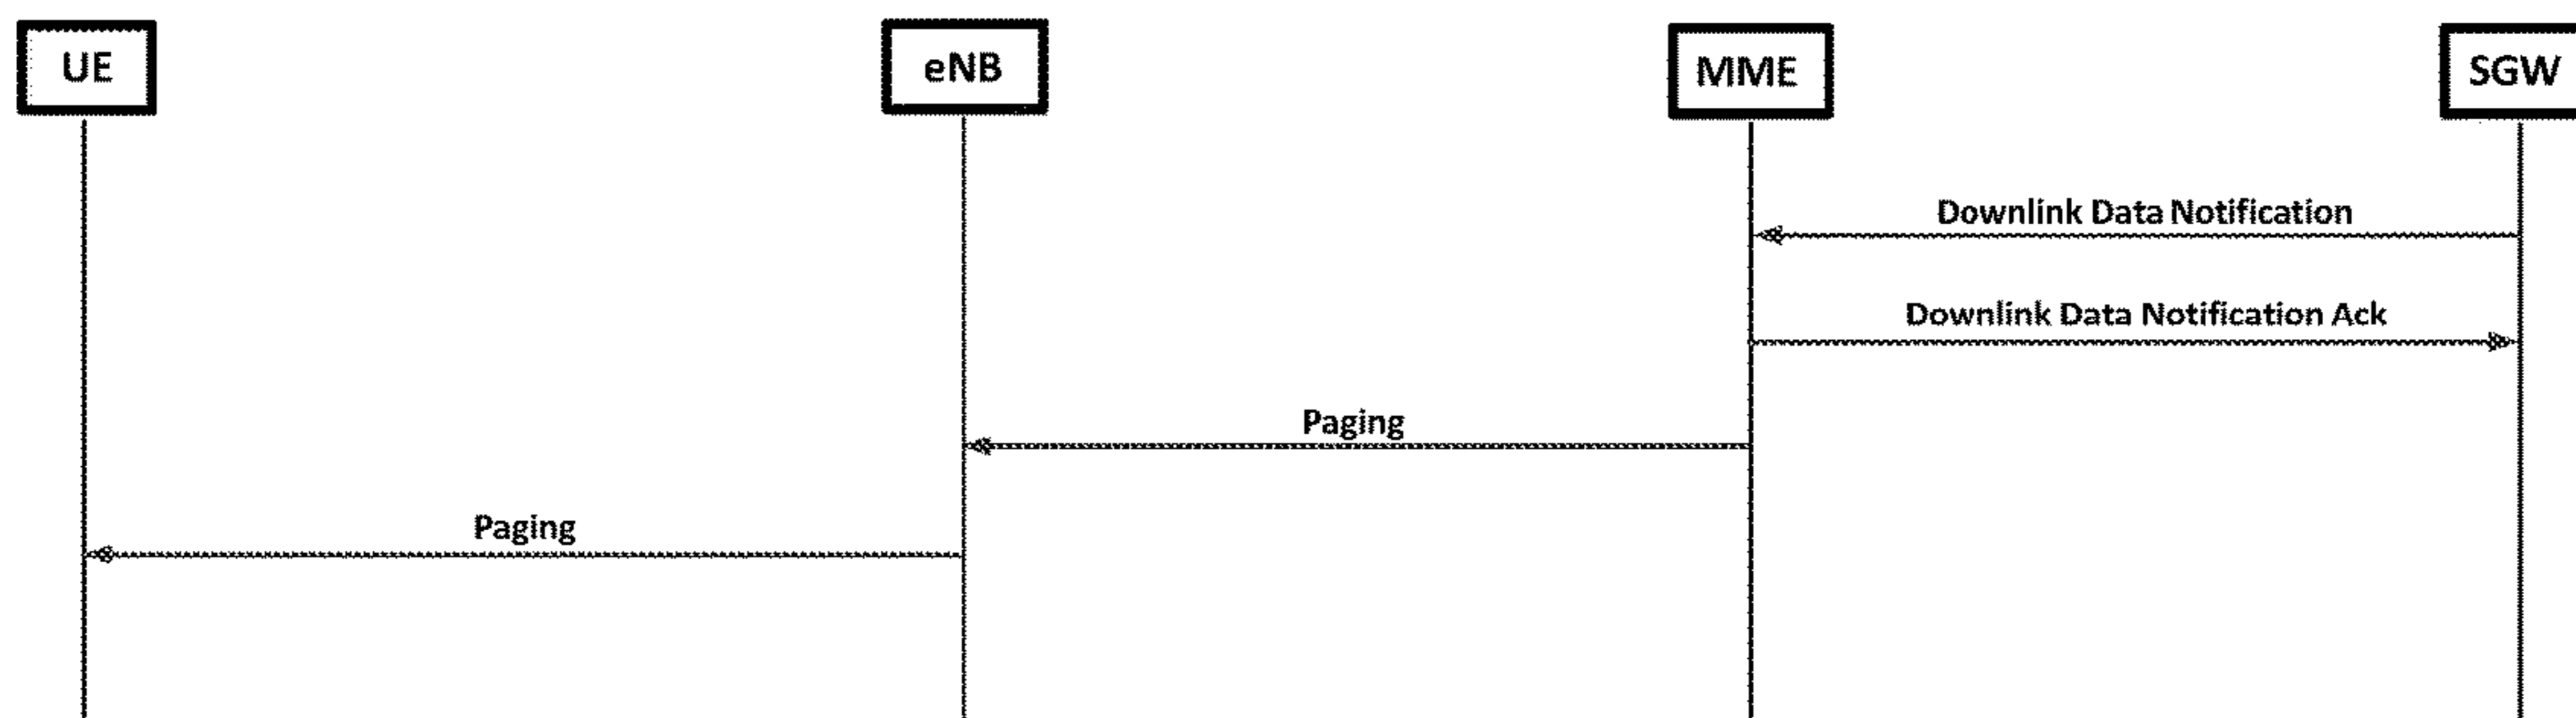 UE
eNB
MME
SGW
Downlink Data Notification
Downlink Data Notification Ack
Paging
Paging